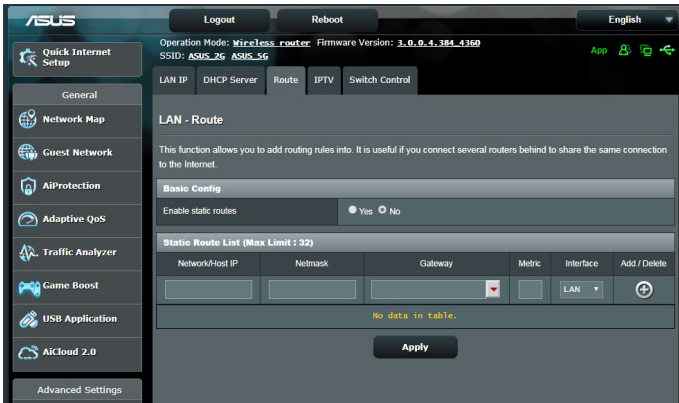 ASUS
Logout
Reboot
English
Quick Internet
Setup
Operation Mode: Wireless router Firmware Version: 3.0.0.4.384_4360
SSID: ASUS_2G ASUS_5G
App
General
Network Map
Guest Network
AiProtection
Adaptive QoS
Traffic Analyzer
Game Boost
USB Application
AiCloud 2.0
Advanced Settings
LAN IP DHCP Server Route IPTV Switch Control
LAN - Route
This function allows you to add routing rules into. It is useful if you connect several routers behind to share the same connection
to the Internet.
Basic Config
Enable static routes Yes No
Static Route List (Max Limit : 32)
Network/Host IP Netmask Gateway Metric Interface Add / Delete
LAN
No data in table.
Apply